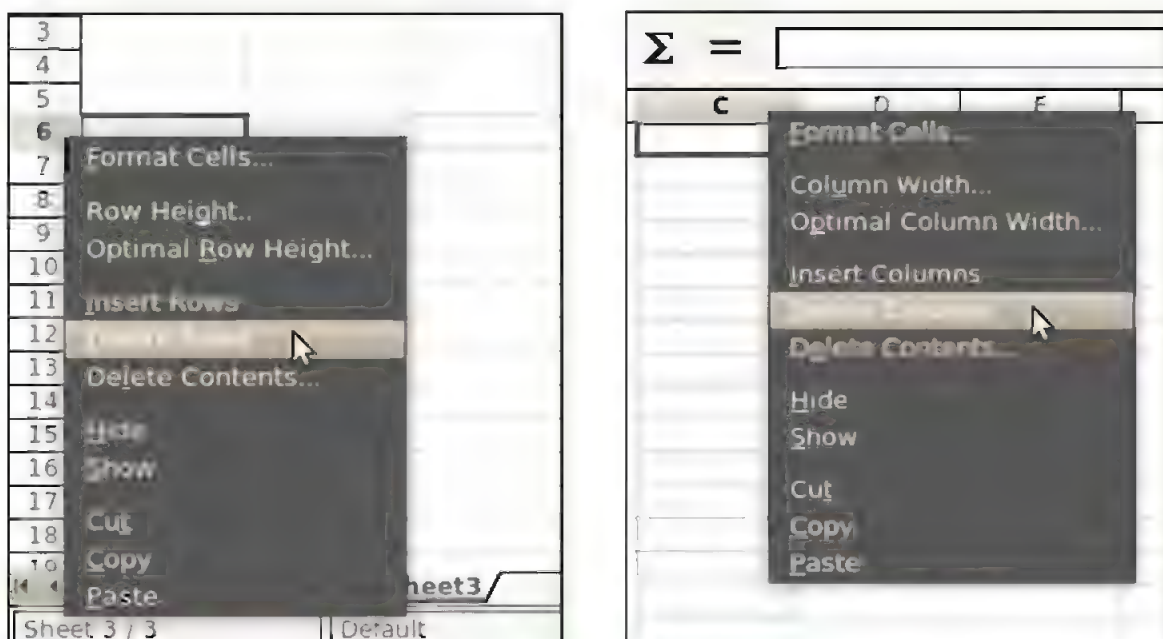 3
4
5
6
7
8
9
10
11
12
13
14
15
16
17
18
19
Format Cells...
Row Height..
Optimal Row Height...
Insert Rows
Delete Contents...
Hide
Show
Cut
Copy
Paste
heet3
Sheet 3 / 3
Default
Σ =
C D E
Format Cells...
Column Width...
Optimal Column Width...
Insert Columns
Delete Contents...
Hide
Show
Cut
Copy
Paste